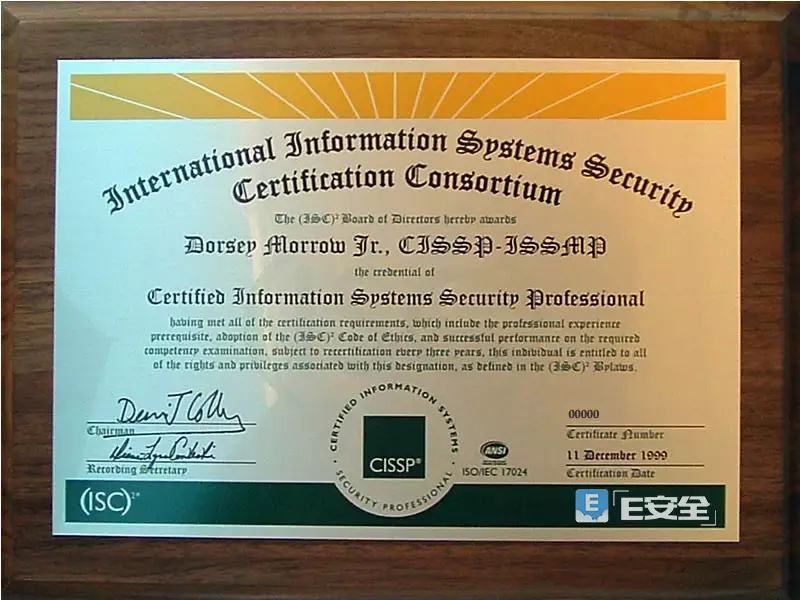 International Information Systems Security
Certification Consortium
The (ISC)² Board of Directors hereby awards
Dorsey Morrow Jr., CISSP-ISSMP
the credential of
Certified Information Systems Security Professional
having met all of the certification requirements, which include the professional experience
prerequisite, adoption of the (ISC)² Code of Ethics, and successful performance on the required
competency examination, subject to recertification every three years, this individual is entitled to all
of the rights and privileges associated with this designation, as defined in the (ISC)² Bylaws.
Chairman
Recording Secretary
CERTIFIED INFORMATION SYSTEMS
CISSP®
SECURITY PROFESSIONAL
ANSI
ISO/IEC 17024
00000
Certificate Number
11 December 1999
Certification Date
(ISC)²®
E E安全